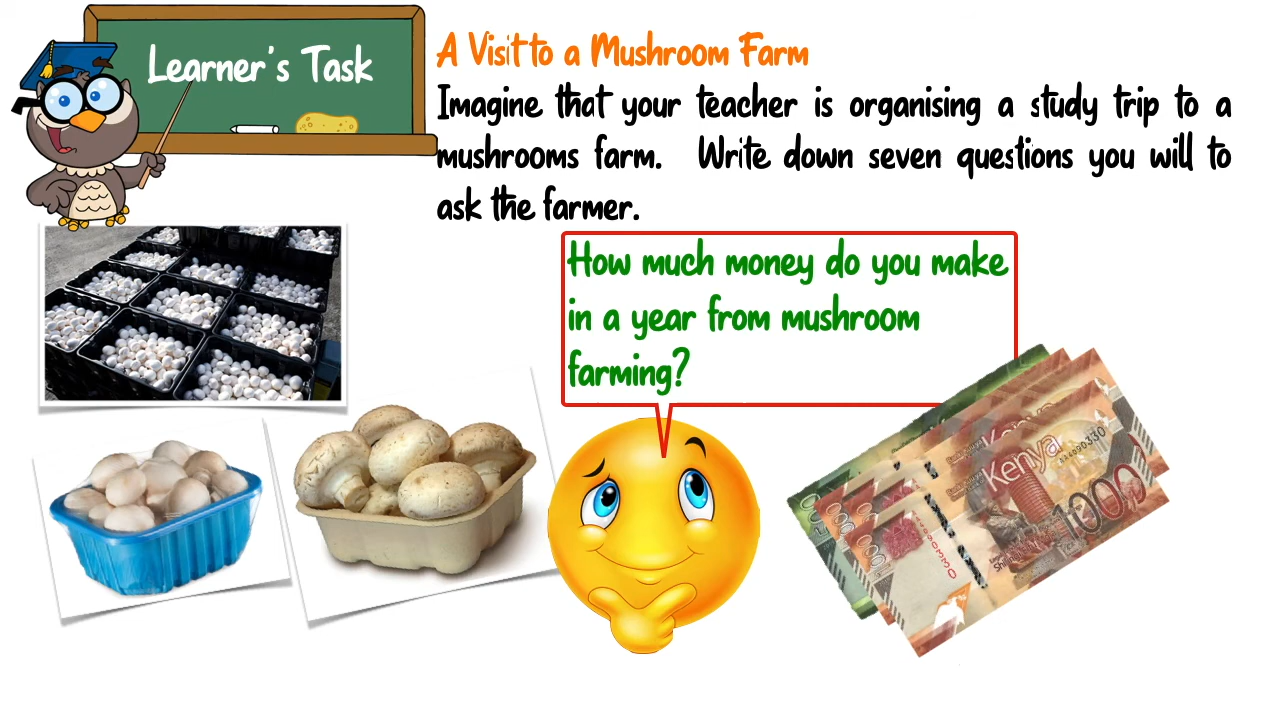 Learner's Task
A Visit to a Mushroom Farm
Imagine that your teacher is organising a study trip to a
mushrooms farm. Write down seven questions you will to
ask the farmer.
How much money do you make
in a year from mushroom
farming?
Kenya
Kenya
1000